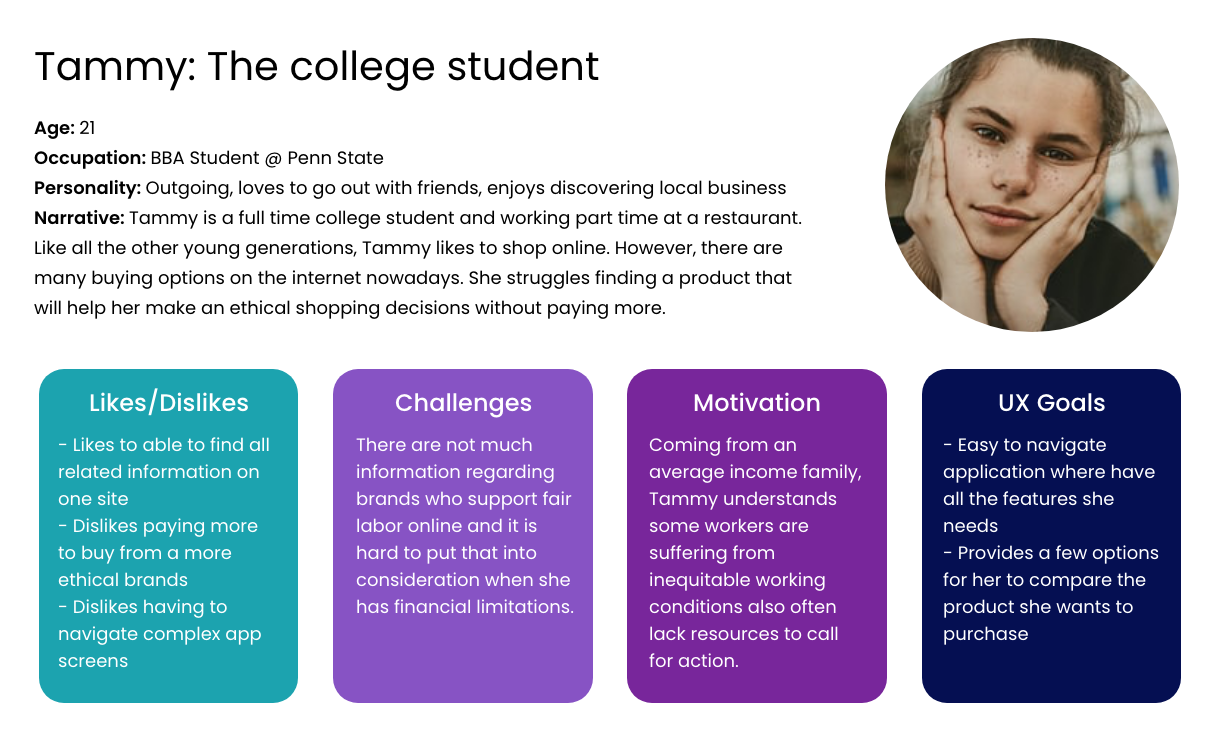 Tammy: The college student
Age: 21
Occupation: BBA Student @ Penn State
Personality: Outgoing, loves to go out with friends, enjoys discovering local business
Narrative: Tammy is a full time college student and working part time at a restaurant.
Like all the other young generations, Tammy likes to shop online. However, there are
many buying options on the internet nowadays. She struggles finding a product that
will help her make an ethical shopping decisions without paying more.
Likes/Dislikes
- Likes to able to find all
related information on
one site
- Dislikes paying more
to buy from a more
ethical brands
- Dislikes having to
navigate complex app
screens
Challenges
There are not much
information regarding
brands who support fair
labor online and it is
hard to put that into
consideration when she
has financial limitations.
Motivation
Coming from an
average income family,
Tammy understands
some workers are
suffering from
inequitable working
conditions also often
lack resources to call
for action.
UX Goals
- Easy to navigate
application where have
all the features she
needs
- Provides a few options
for her to compare the
product she wants to
purchase